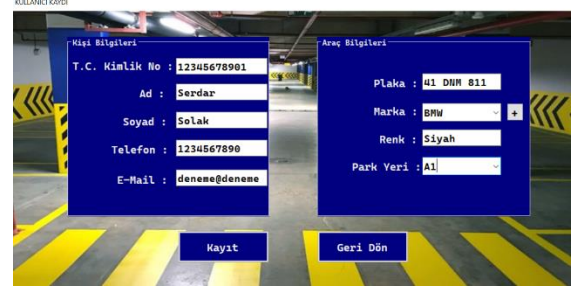 KULLANICI KAYDI
Kişi Bilgileri
T.C. Kimlik No : 12345678901
Ad : Serdar
Soyad : Solak
Telefon : 1234567890
E-Mail : deneme@deneme
Araç Bilgileri
Plaka : 41 DNM 811
Marka : BMW +
Renk : Siyah
Park Yeri : A1
Kayıt
Geri Dön